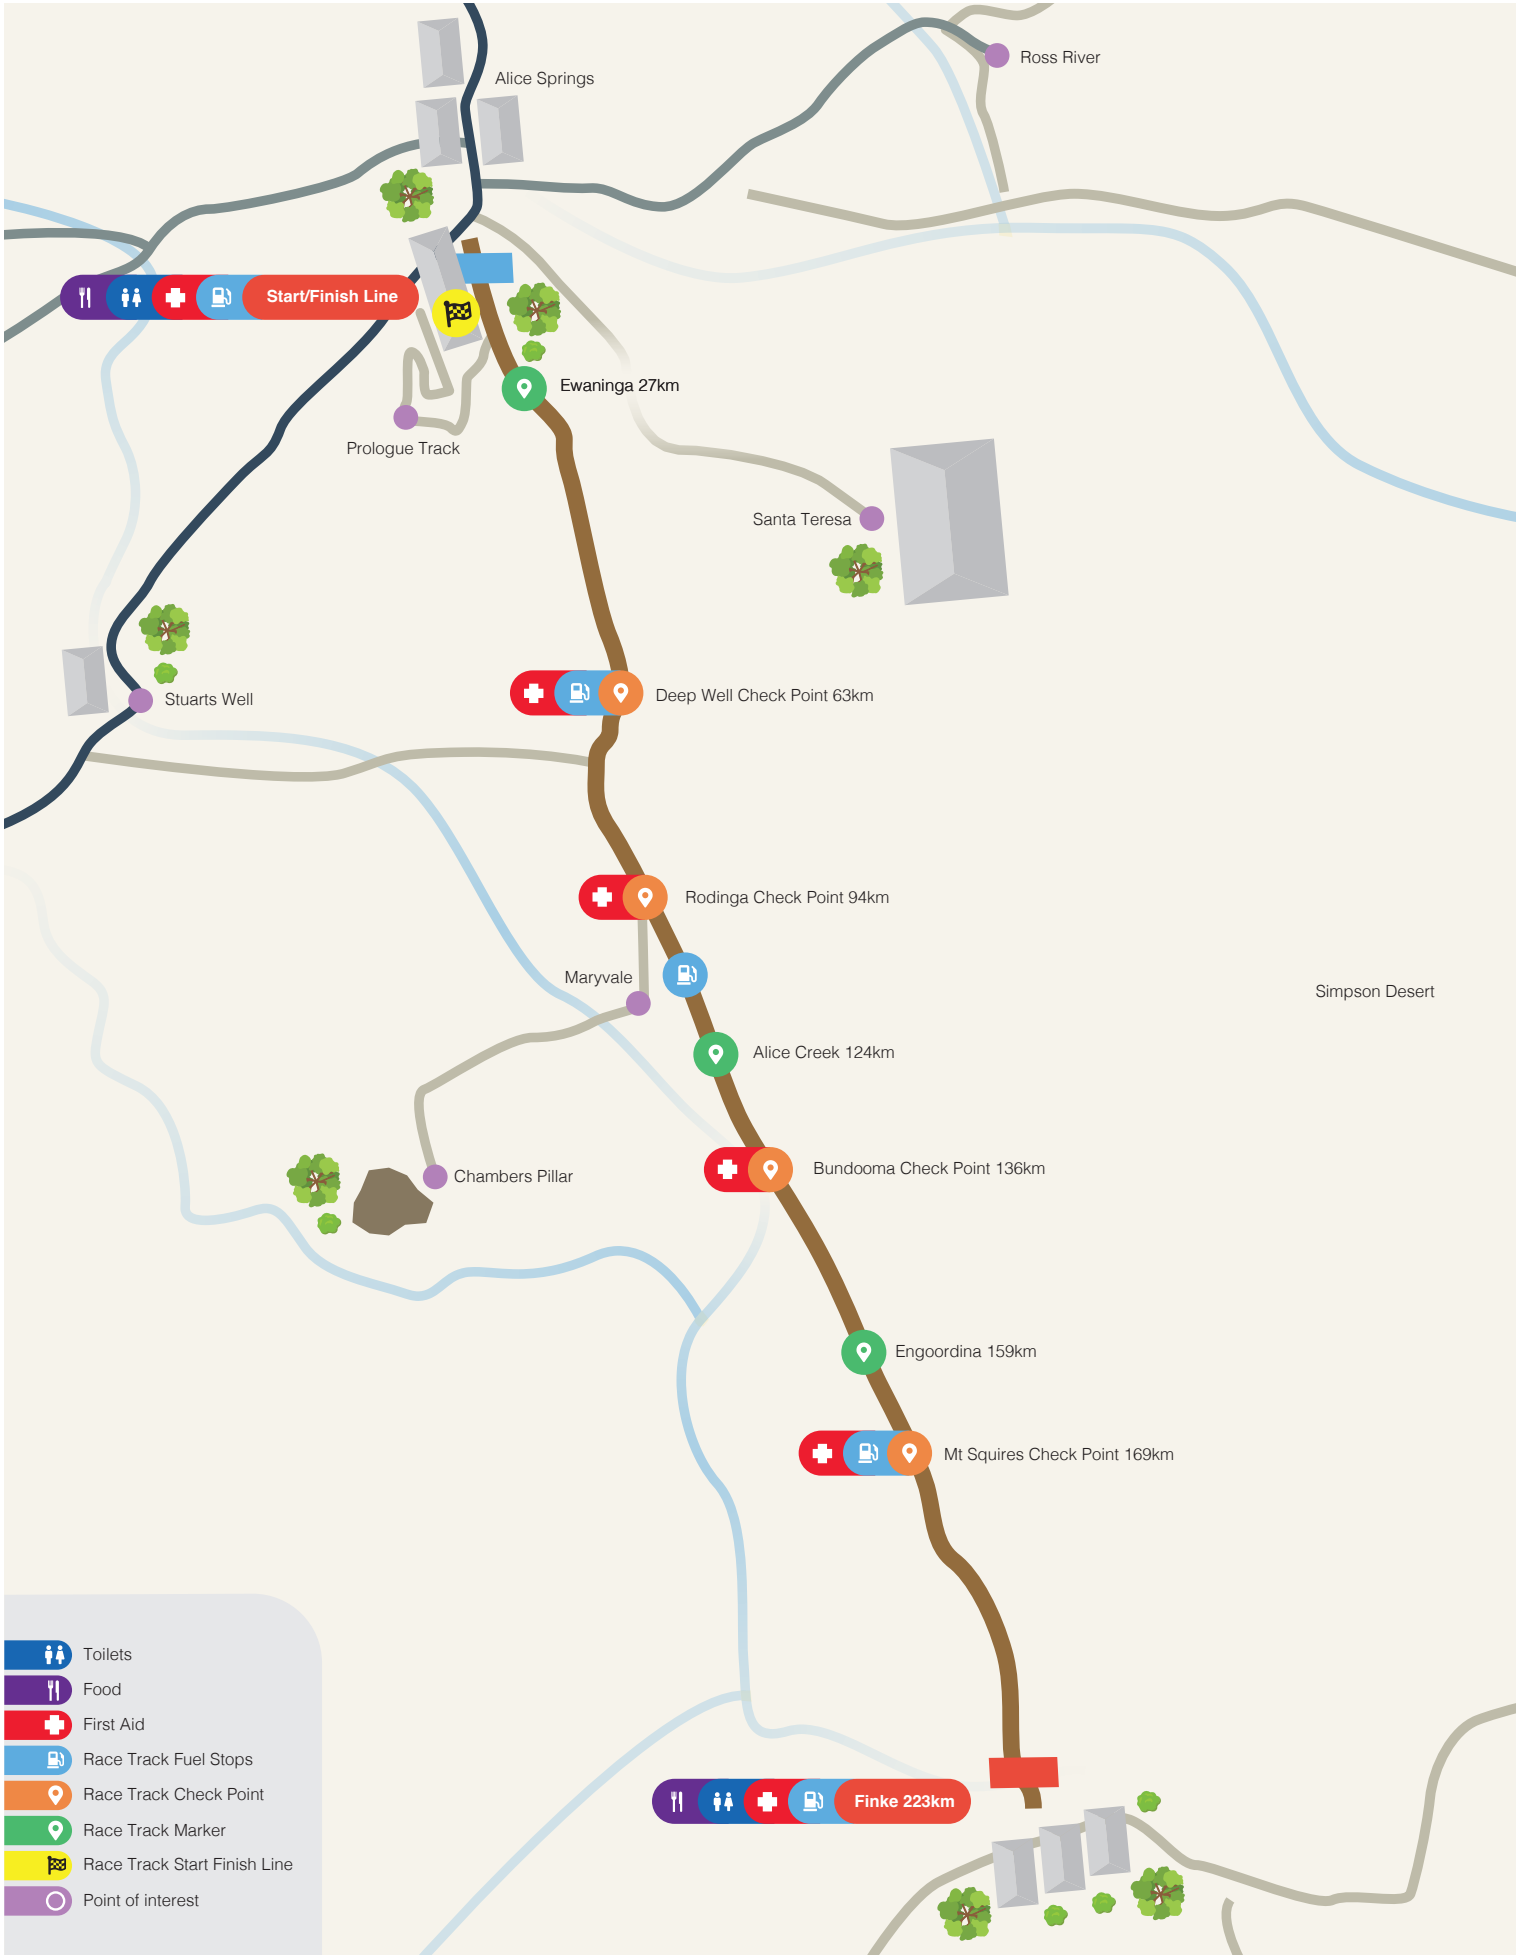 Ross River
Alice Springs
Start/Finish Line
Ewaninga 27km
Prologue Track
Santa Teresa
Stuarts Well
Deep Well Check Point 63km
Rodinga Check Point 94km
Maryvale
Simpson Desert
Alice Creek 124km
Bundooma Check Point 136km
Chambers Pillar
Engoordina 159km
Mt Squires Check Point 169km
Finke 223km
Toilets
Food
First Aid
Race Track Fuel Stops
Race Track Check Point
Race Track Marker
Race Track Start Finish Line
Point of interest